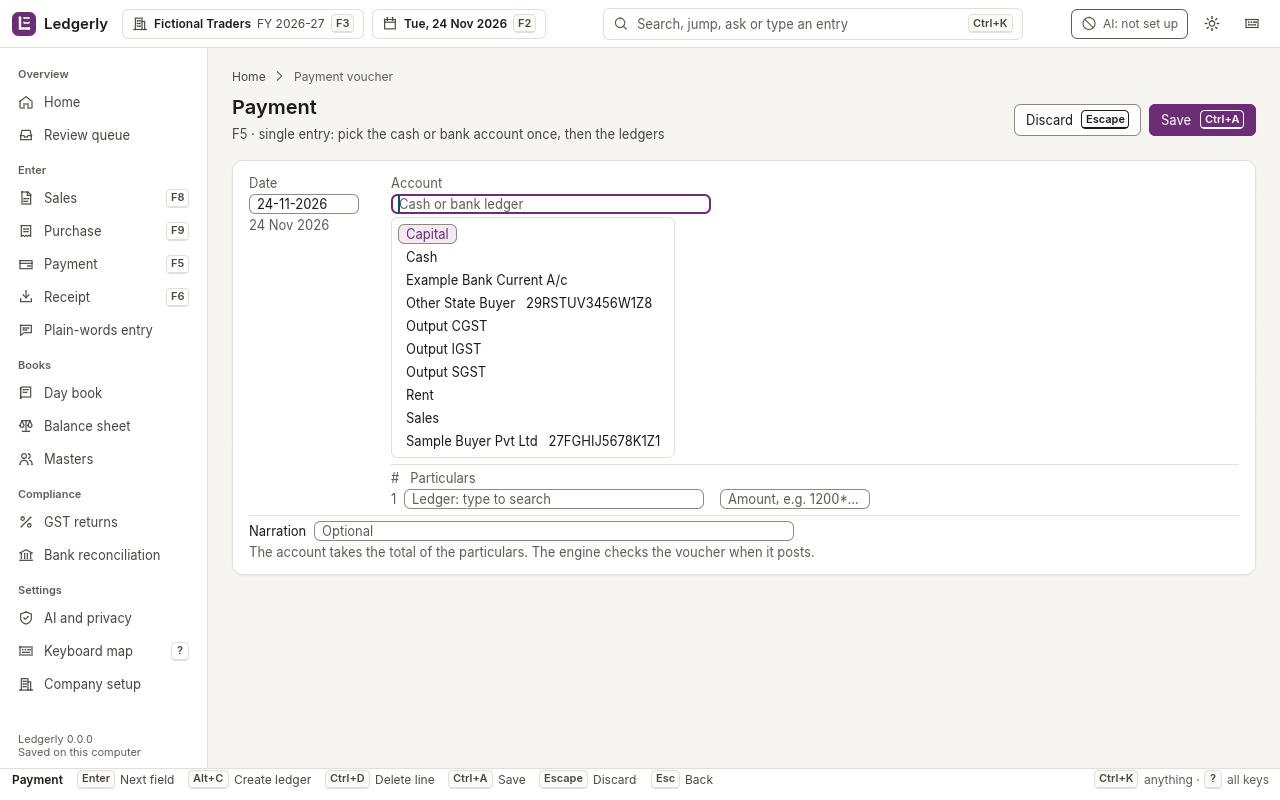 Ledgerly
Fictional Traders FY 2026-27 F3
Tue, 24 Nov 2026 F2
Search, jump, ask or type an entry Ctrl+K
AI: not set up
Overview
Home
Review queue
Enter
Sales F8
Purchase F9
Payment F5
Receipt F6
Plain-words entry
Books
Day book
Balance sheet
Masters
Compliance
GST returns
Bank reconciliation
Settings
AI and privacy
Keyboard map ?
Company setup
Ledgerly 0.0.0
Saved on this computer
Home > Payment voucher
Payment
F5 · single entry: pick the cash or bank account once, then the ledgers
Discard Escape
Save Ctrl+A
Date
24-11-2026
24 Nov 2026
Account
Cash or bank ledger
Capital
Cash
Example Bank Current A/c
Other State Buyer 29RSTUV3456W1Z8
Output CGST
Output IGST
Output SGST
Rent
Sales
Sample Buyer Pvt Ltd 27FGHIJ5678K1Z1
# Particulars
1 Ledger: type to search Amount, e.g. 1200*...
Narration Optional
The account takes the total of the particulars. The engine checks the voucher when it posts.
Payment Enter Next field Alt+C Create ledger Ctrl+D Delete line Ctrl+A Save Escape Discard Esc Back
Ctrl+K anything · ? all keys